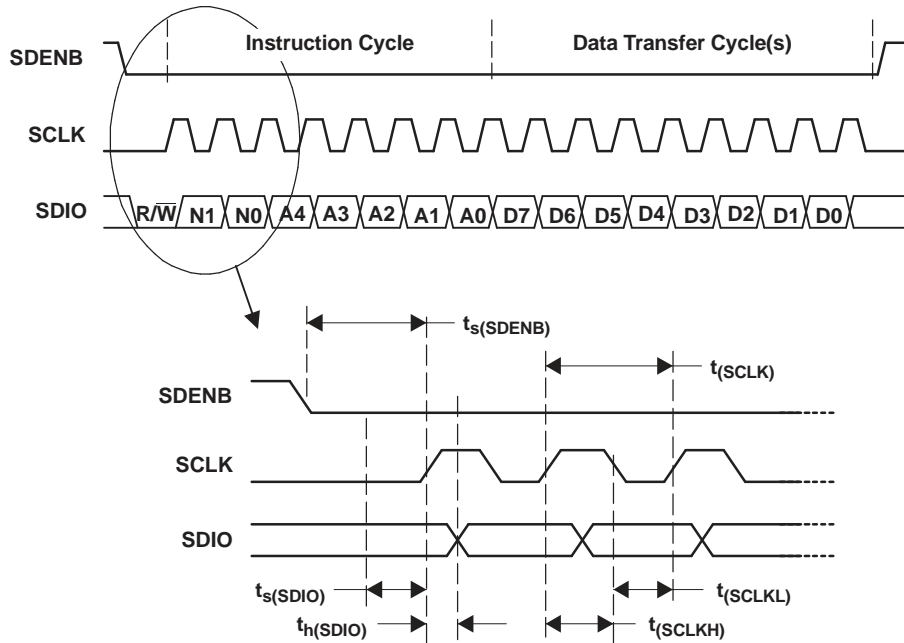 Instruction Cycle Data Transfer Cycle(s)
SDENB
SCLK
SDIO R/W̅ N1 N0 A4 A3 A2 A1 A0 D7 D6 D5 D4 D3 D2 D1 D0
ts(SDENB)
t(SCLK)
SDENB
SCLK
SDIO
ts(SDIO) t(SCLKL)
th(SDIO) t(SCLKH)